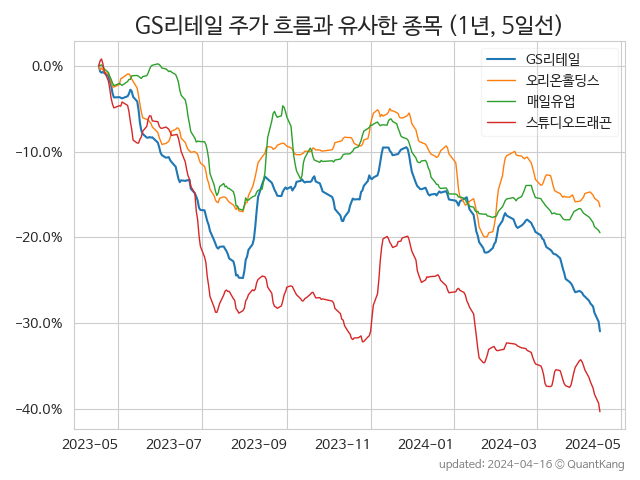 GS리테일 주가 흐름과 유사한 종목 (1년, 5일선)
GS리테일
오리온홀딩스
매일유업
스튜디오드래곤
0.0%
−10.0%
−20.0%
−30.0%
−40.0%
2023-05 2023-07 2023-09 2023-11 2024-01 2024-03 2024-05
updated: 2024-04-16 © QuantKang